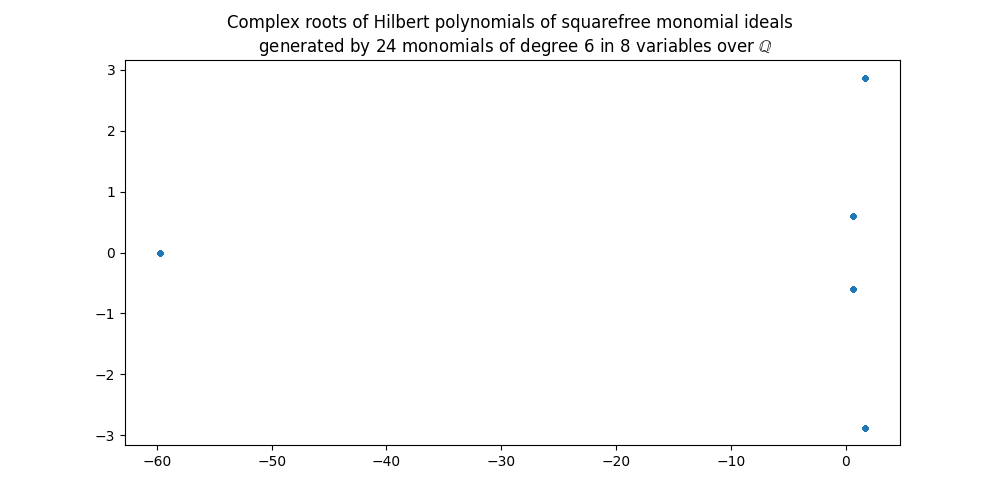 Complex roots of Hilbert polynomials of squarefree monomial ideals
generated by 24 monomials of degree 6 in 8 variables over ℚ
3
2
1
0
−1
−2
−3
−60 −50 −40 −30 −20 −10 0